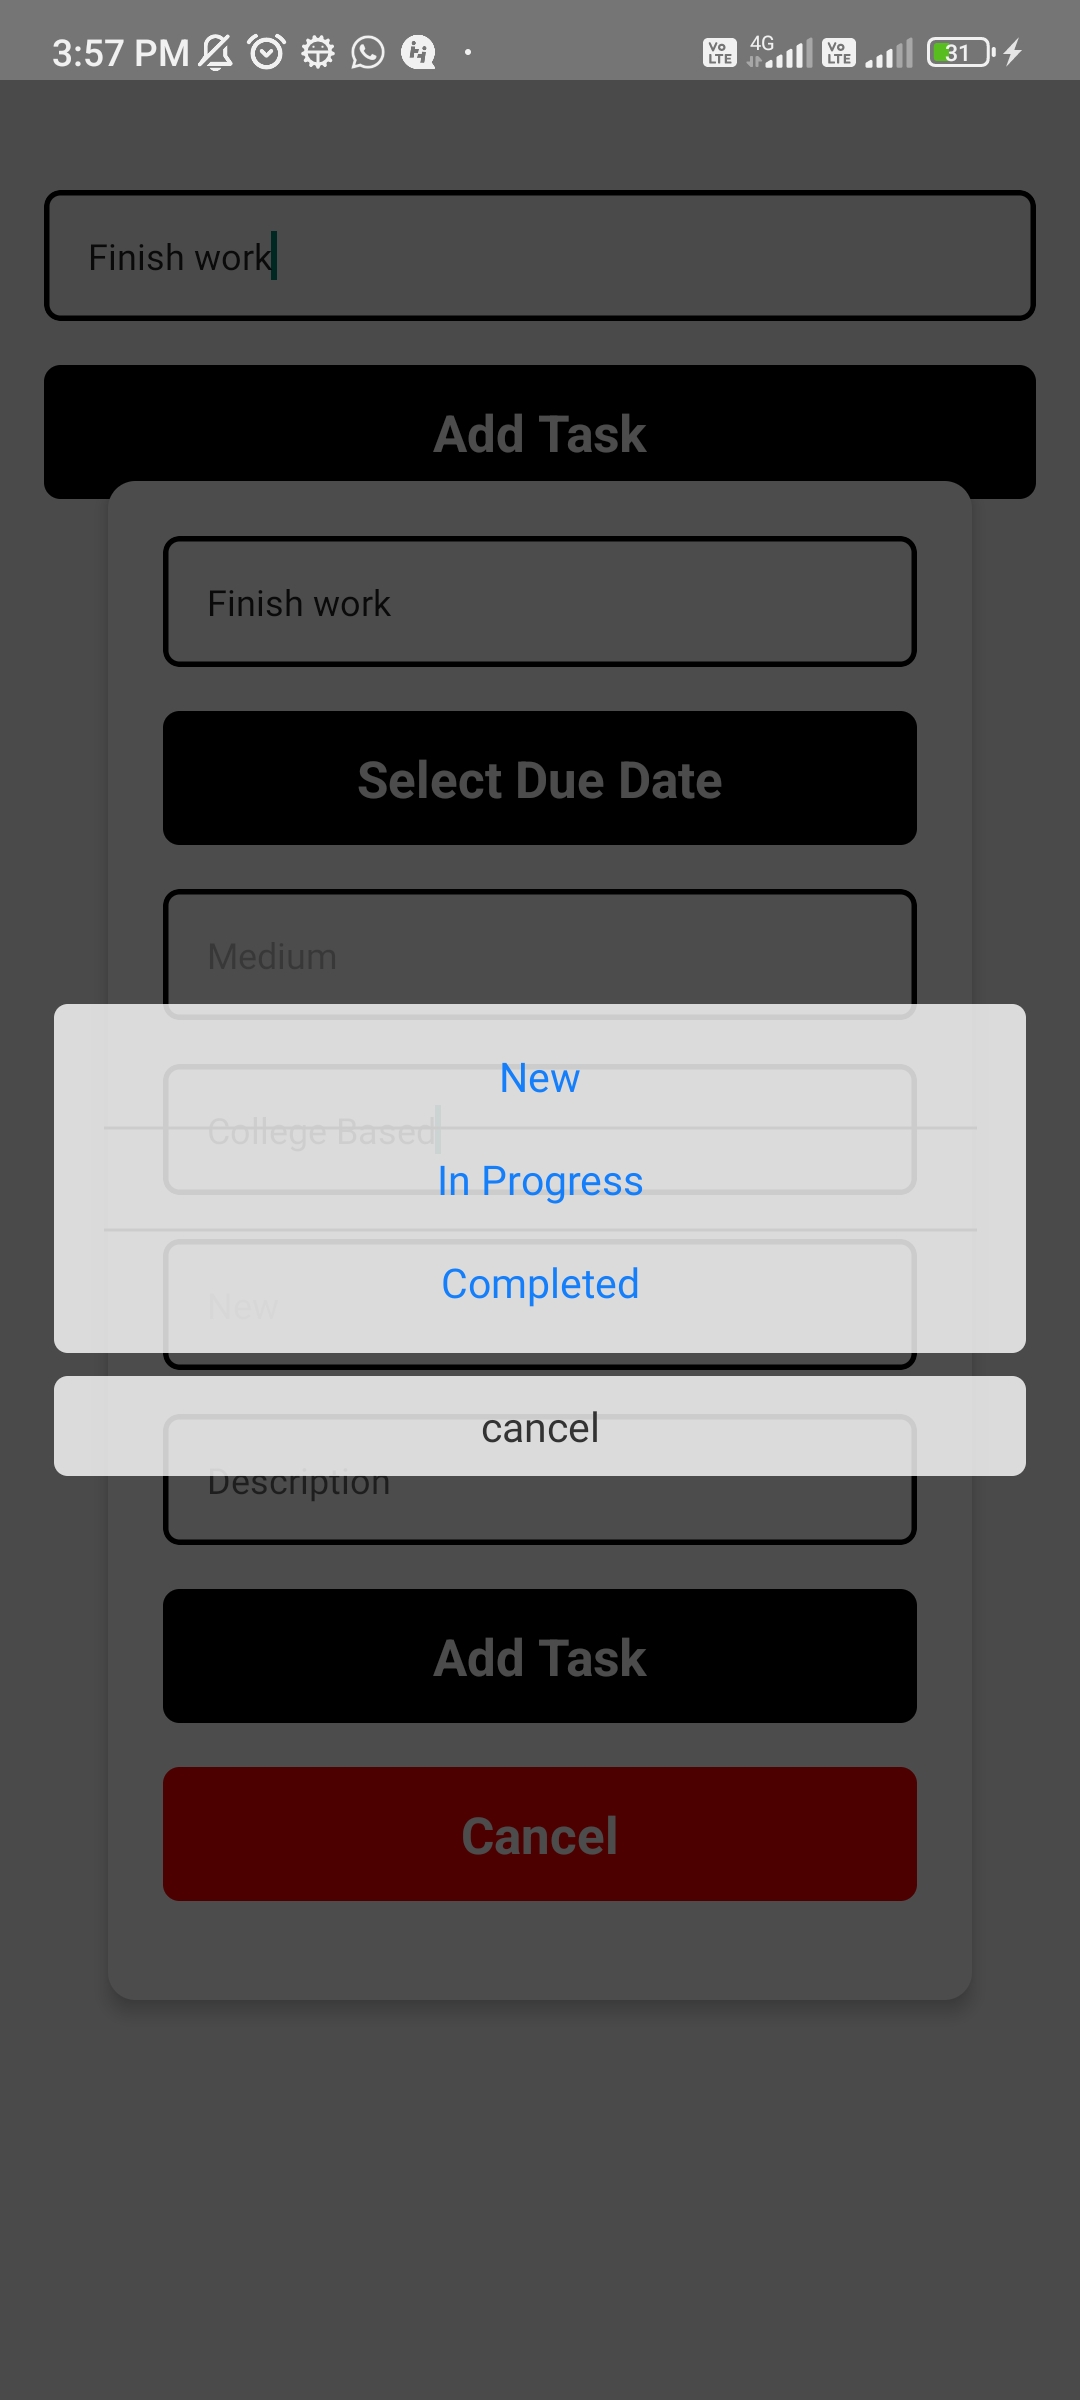 3:57 PM
Vo LTE 4G Vo LTE 31
Finish work
Add Task
Finish work
Select Due Date
Medium
New
College Based
In Progress
Completed
New
cancel
Description
Add Task
Cancel